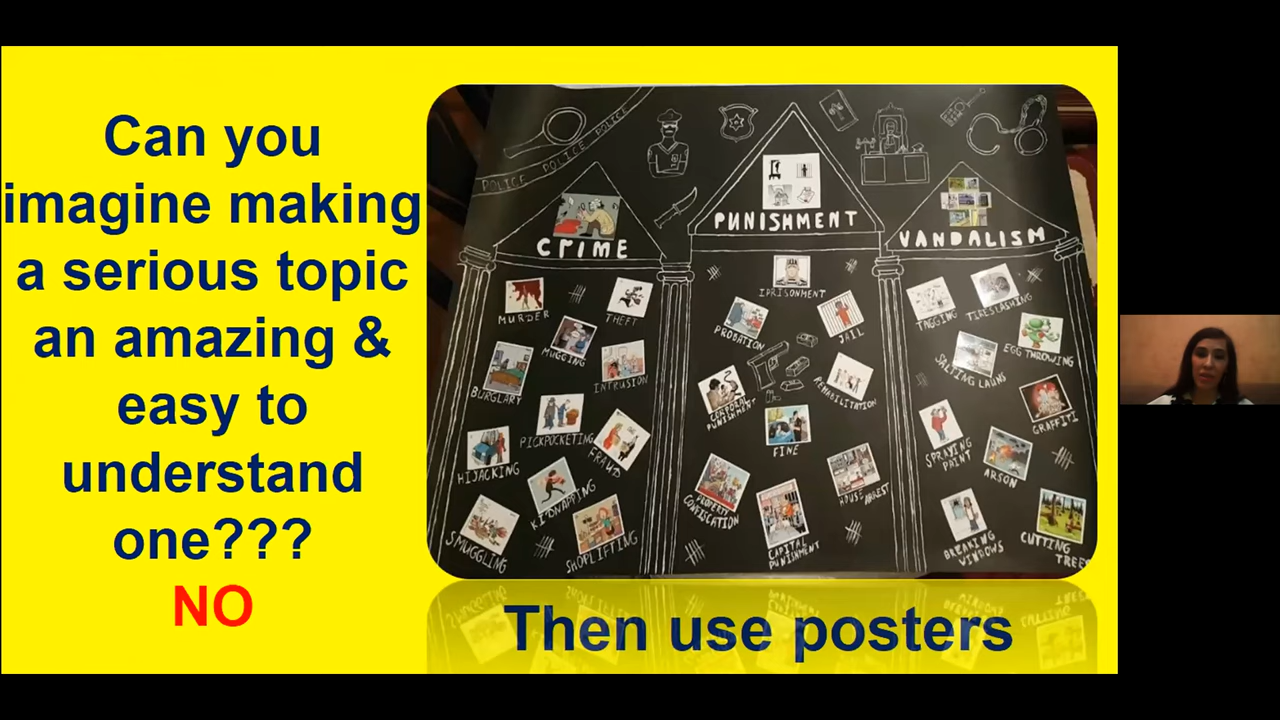 Can you
imagine making
a serious topic
an amazing &
easy to
understand
one???
NO
POLICE
POLICE POLICE POLICE
CrIME
MURDER
THEFT
MUGGING
BURGLARY
INTRUSION
PICKPOCKETING
HIJACKING
FRAUD
KIDNAPPING
SMUGGLING
SHOPLIFTING
PUNISHMENT
IPRISONMENT
PROBATION
JAIL
CORPORAL
PUNISHMENT
REHABILITATION
FINE
PROPERTY
CONFISCATION
HOUSE ARREST
CAPITAL
PUNISHMENT
VANDALISM
TAGGING
TIRESLASHING
EGG THROWING
SALTING LAUNS
GRAFFITI
SPRAYING
PAINT
ARSON
BREAKING
WINDOWS
CUTTING
TREES
Then use posters